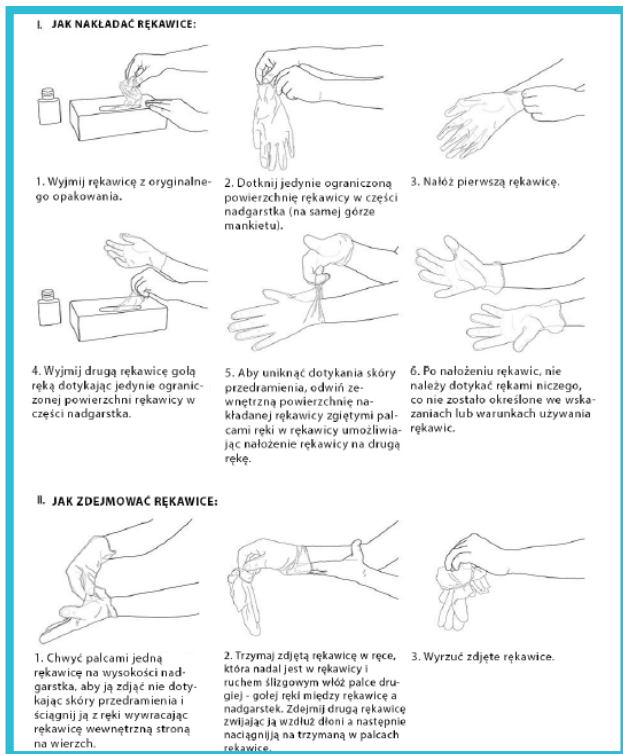 I. JAK NAKŁADAĆ RĘKAWICE:
1. Wyjmij rękawicę z oryginalne-
go opakowania.
2. Dotknij jedynie ograniczoną
powierzchnię rękawicy w części
nadgarstka (na samej górze
mankietu).
3. Nałóż pierwszą rękawicę.
4. Wyjmij drugą rękawicę gołą
ręką dotykając jedynie ogranic-
zonej powierzchni rękawicy w
części nadgarstka.
5. Aby uniknąć dotykania skóry
przedramienia, odwiń ze-
wnętrzną powierzchnię na-
kładanej rękawicy zgiętymi pal-
cami ręki w rękawicy umożliwia-
jąc nałożenie rękawicy na drugą
rękę.
6. Po nałożeniu rękawic, nie
należy dotykać rękami niczego,
co nie zostało określone we wska-
zaniach lub warunkach używania
rękawic.
II. JAK ZDEJMOWAĆ RĘKAWICE:
1. Chwyć palcami jedną
rękawicę na wysokości nad-
garstka, aby ją zdjąć nie doty-
kając skóry przedramienia i
ściągnij ją z ręki wywracając
rękawicę wewnętrzną stroną
na wierzch.
2. Trzymaj zdjętą rękawicę w ręce,
która nadal jest w rękawicy i
ruchem ślizgowym włóż palce dru-
giej - gołej ręki między rękawicę a
nadgarstek. Zdejmij drugą rękawicę
zwijając ją wzdłuż dłoni a następnie
naciągnijją na trzymaną w palcach
rękawicę.
3. Wyrzuć zdjęte rękawice.